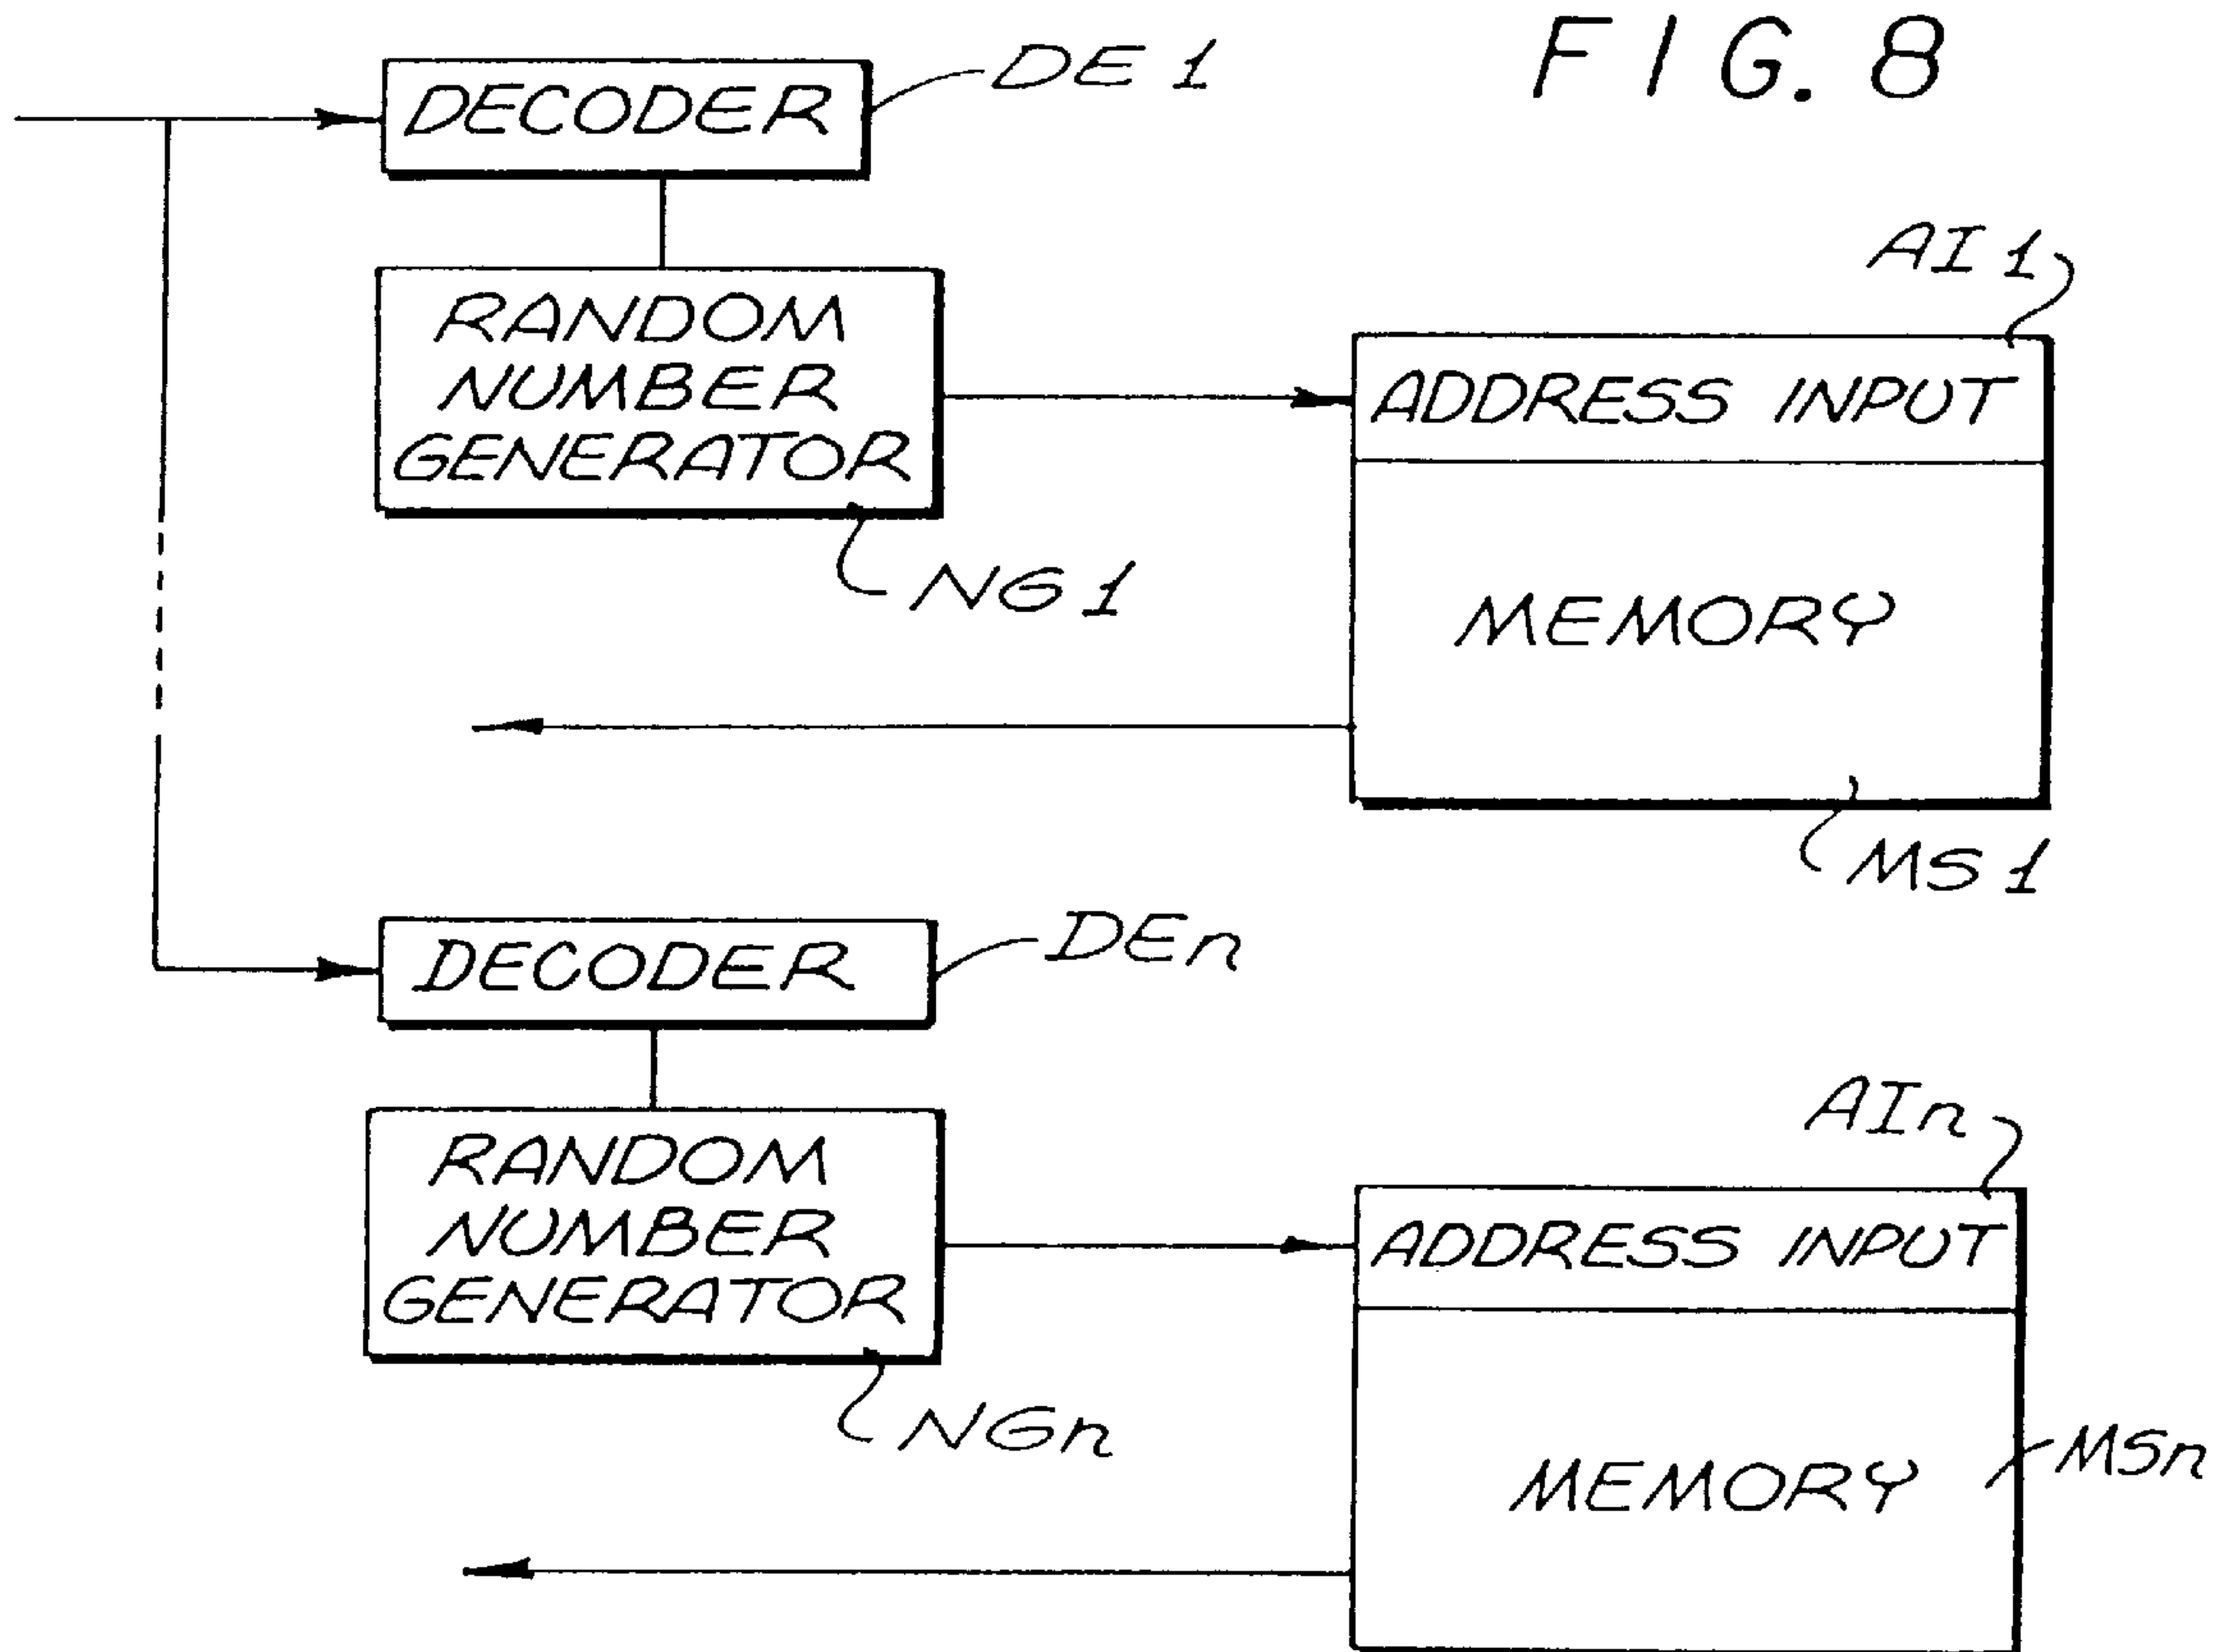 FIG. 8
DECODER
DE 1
RANDOM
NUMBER
GENERATOR
NG 1
AI 1
ADDRESS INPUT
MEMORY
MS 1
DECODER
DEn
RANDOM
NUMBER
GENERATOR
NGn
AIn
ADDRESS INPUT
MEMORY
MSn